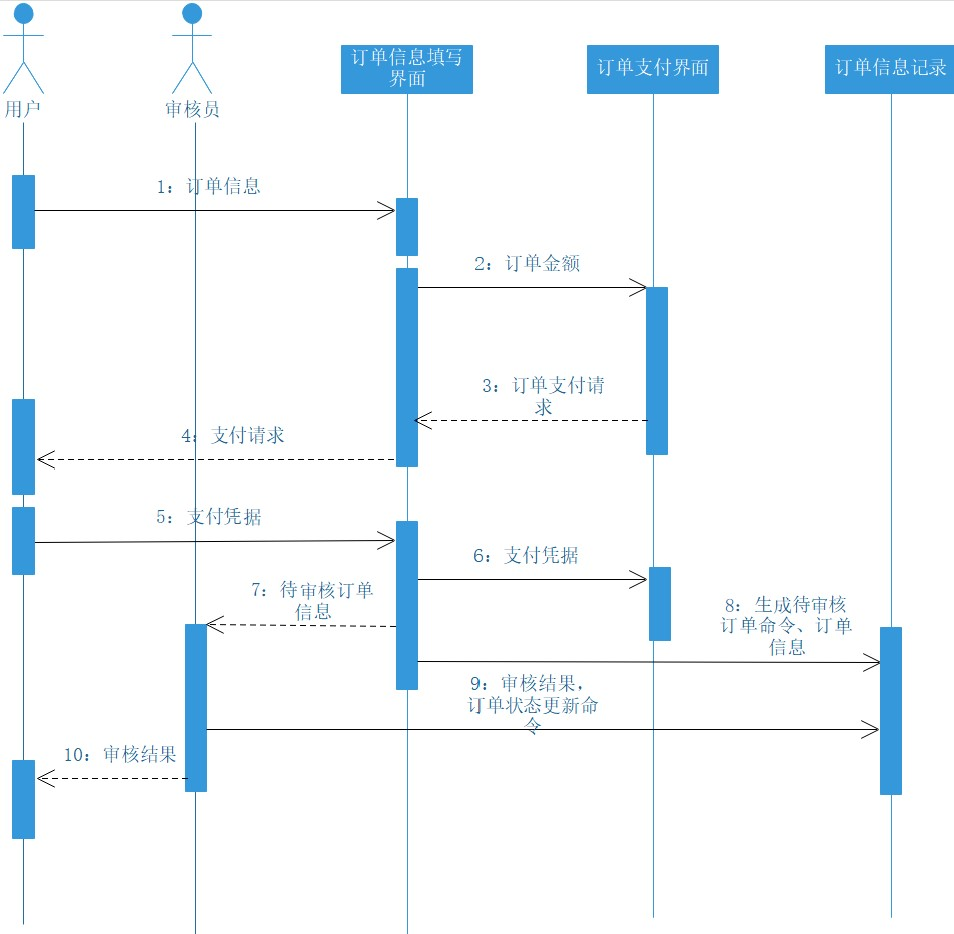 用户
审核员
订单信息填写
界面
订单支付界面
订单信息记录
1: 订单信息
2: 订单金额
3: 订单支付请
求
4: 支付请求
5: 支付凭据
6: 支付凭据
7: 待审核订单
信息
8: 生成待审核
订单命令、订单
信息
9: 审核结果,
订单状态更新命
令
10: 审核结果